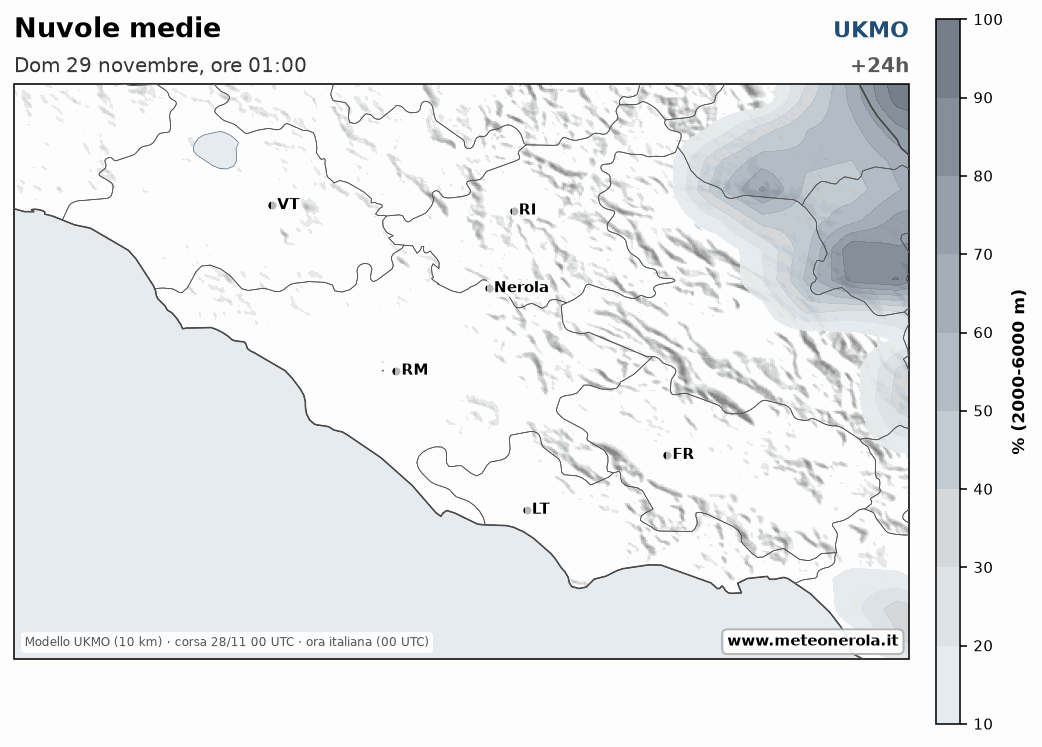 Nuvole medie
UKMO
Dom 29 novembre, ore 01:00
+24h
VT
RI
Nerola
RM
FR
LT
Modello UKMO (10 km) · corsa 28/11 00 UTC · ora italiana (00 UTC)
www.meteonerola.it
100
90
80
70
60
50
40
30
20
10
% (2000-6000 m)